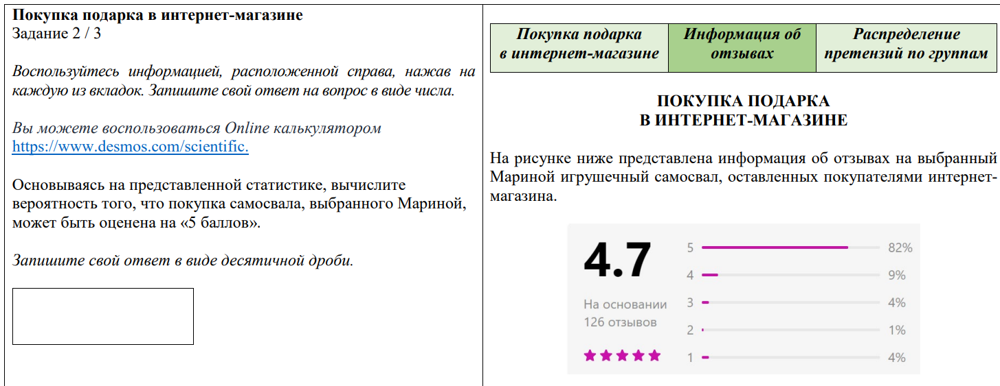 Покупка подарка в интернет-магазине
Задание 2 / 3
Воспользуйтесь информацией, расположенной справа, нажав на
каждую из вкладок. Запишите свой ответ на вопрос в виде числа.
Вы можете воспользоваться Online калькулятором
https://www.desmos.com/scientific.
Основываясь на представленной статистике, вычислите
вероятность того, что покупка самосвала, выбранного Мариной,
может быть оценена на «5 баллов».
Запишите свой ответ в виде десятичной дроби.
Покупка подарка
в интернет-магазине
Информация об
отзывах
Распределение
претензий по группам
ПОКУПКА ПОДАРКА
В ИНТЕРНЕТ-МАГАЗИНЕ
На рисунке ниже представлена информация об отзывах на выбранный
Мариной игрушечный самосвал, оставленных покупателями интернет-
магазина.
4.7
На основании
126 отзывов
5 82%
4 9%
3 4%
2 1%
1 4%